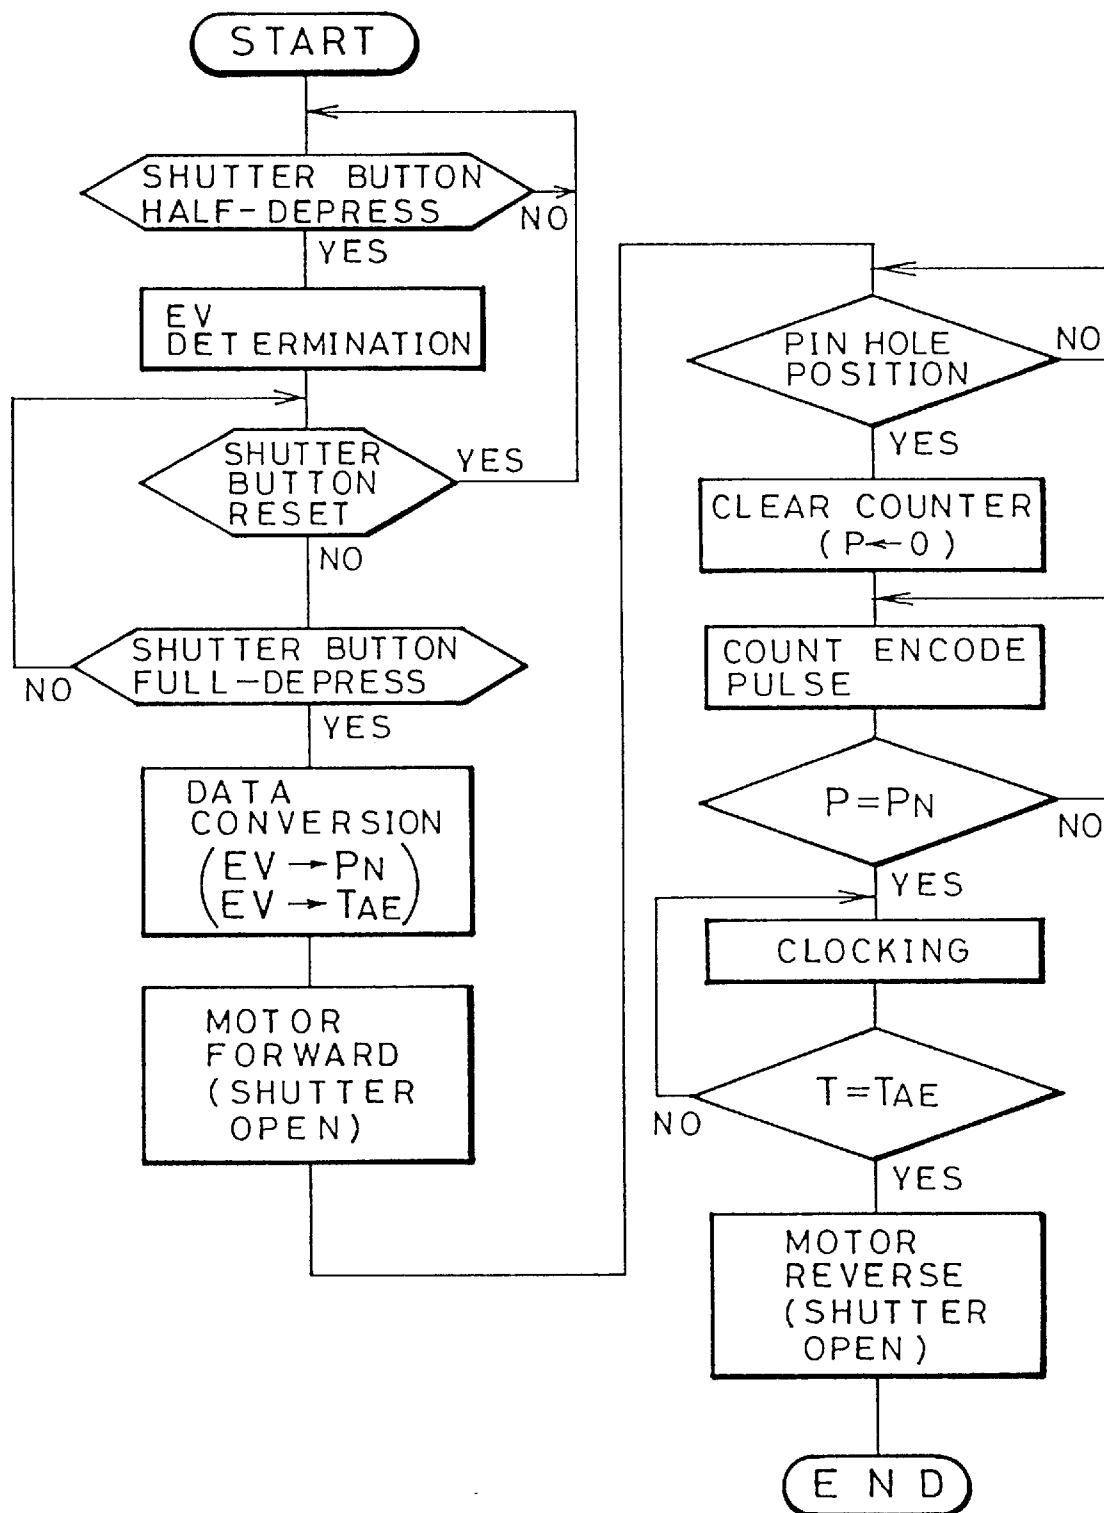 START
SHUTTER BUTTON
HALF-DEPRESS
NO
YES
EV
DETERMINATION
SHUTTER
BUTTON
RESET
YES
NO
SHUTTER BUTTON
FULL-DEPRESS
NO
YES
DATA
CONVERSION
(EV → PN)
(EV → TAE)
MOTOR
FORWARD
(SHUTTER
OPEN)
PIN HOLE
POSITION
NO
YES
CLEAR COUNTER
(P←0)
COUNT ENCODE
PULSE
P=PN
NO
YES
CLOCKING
T=TAE
NO
YES
MOTOR
REVERSE
(SHUTTER
OPEN)
END